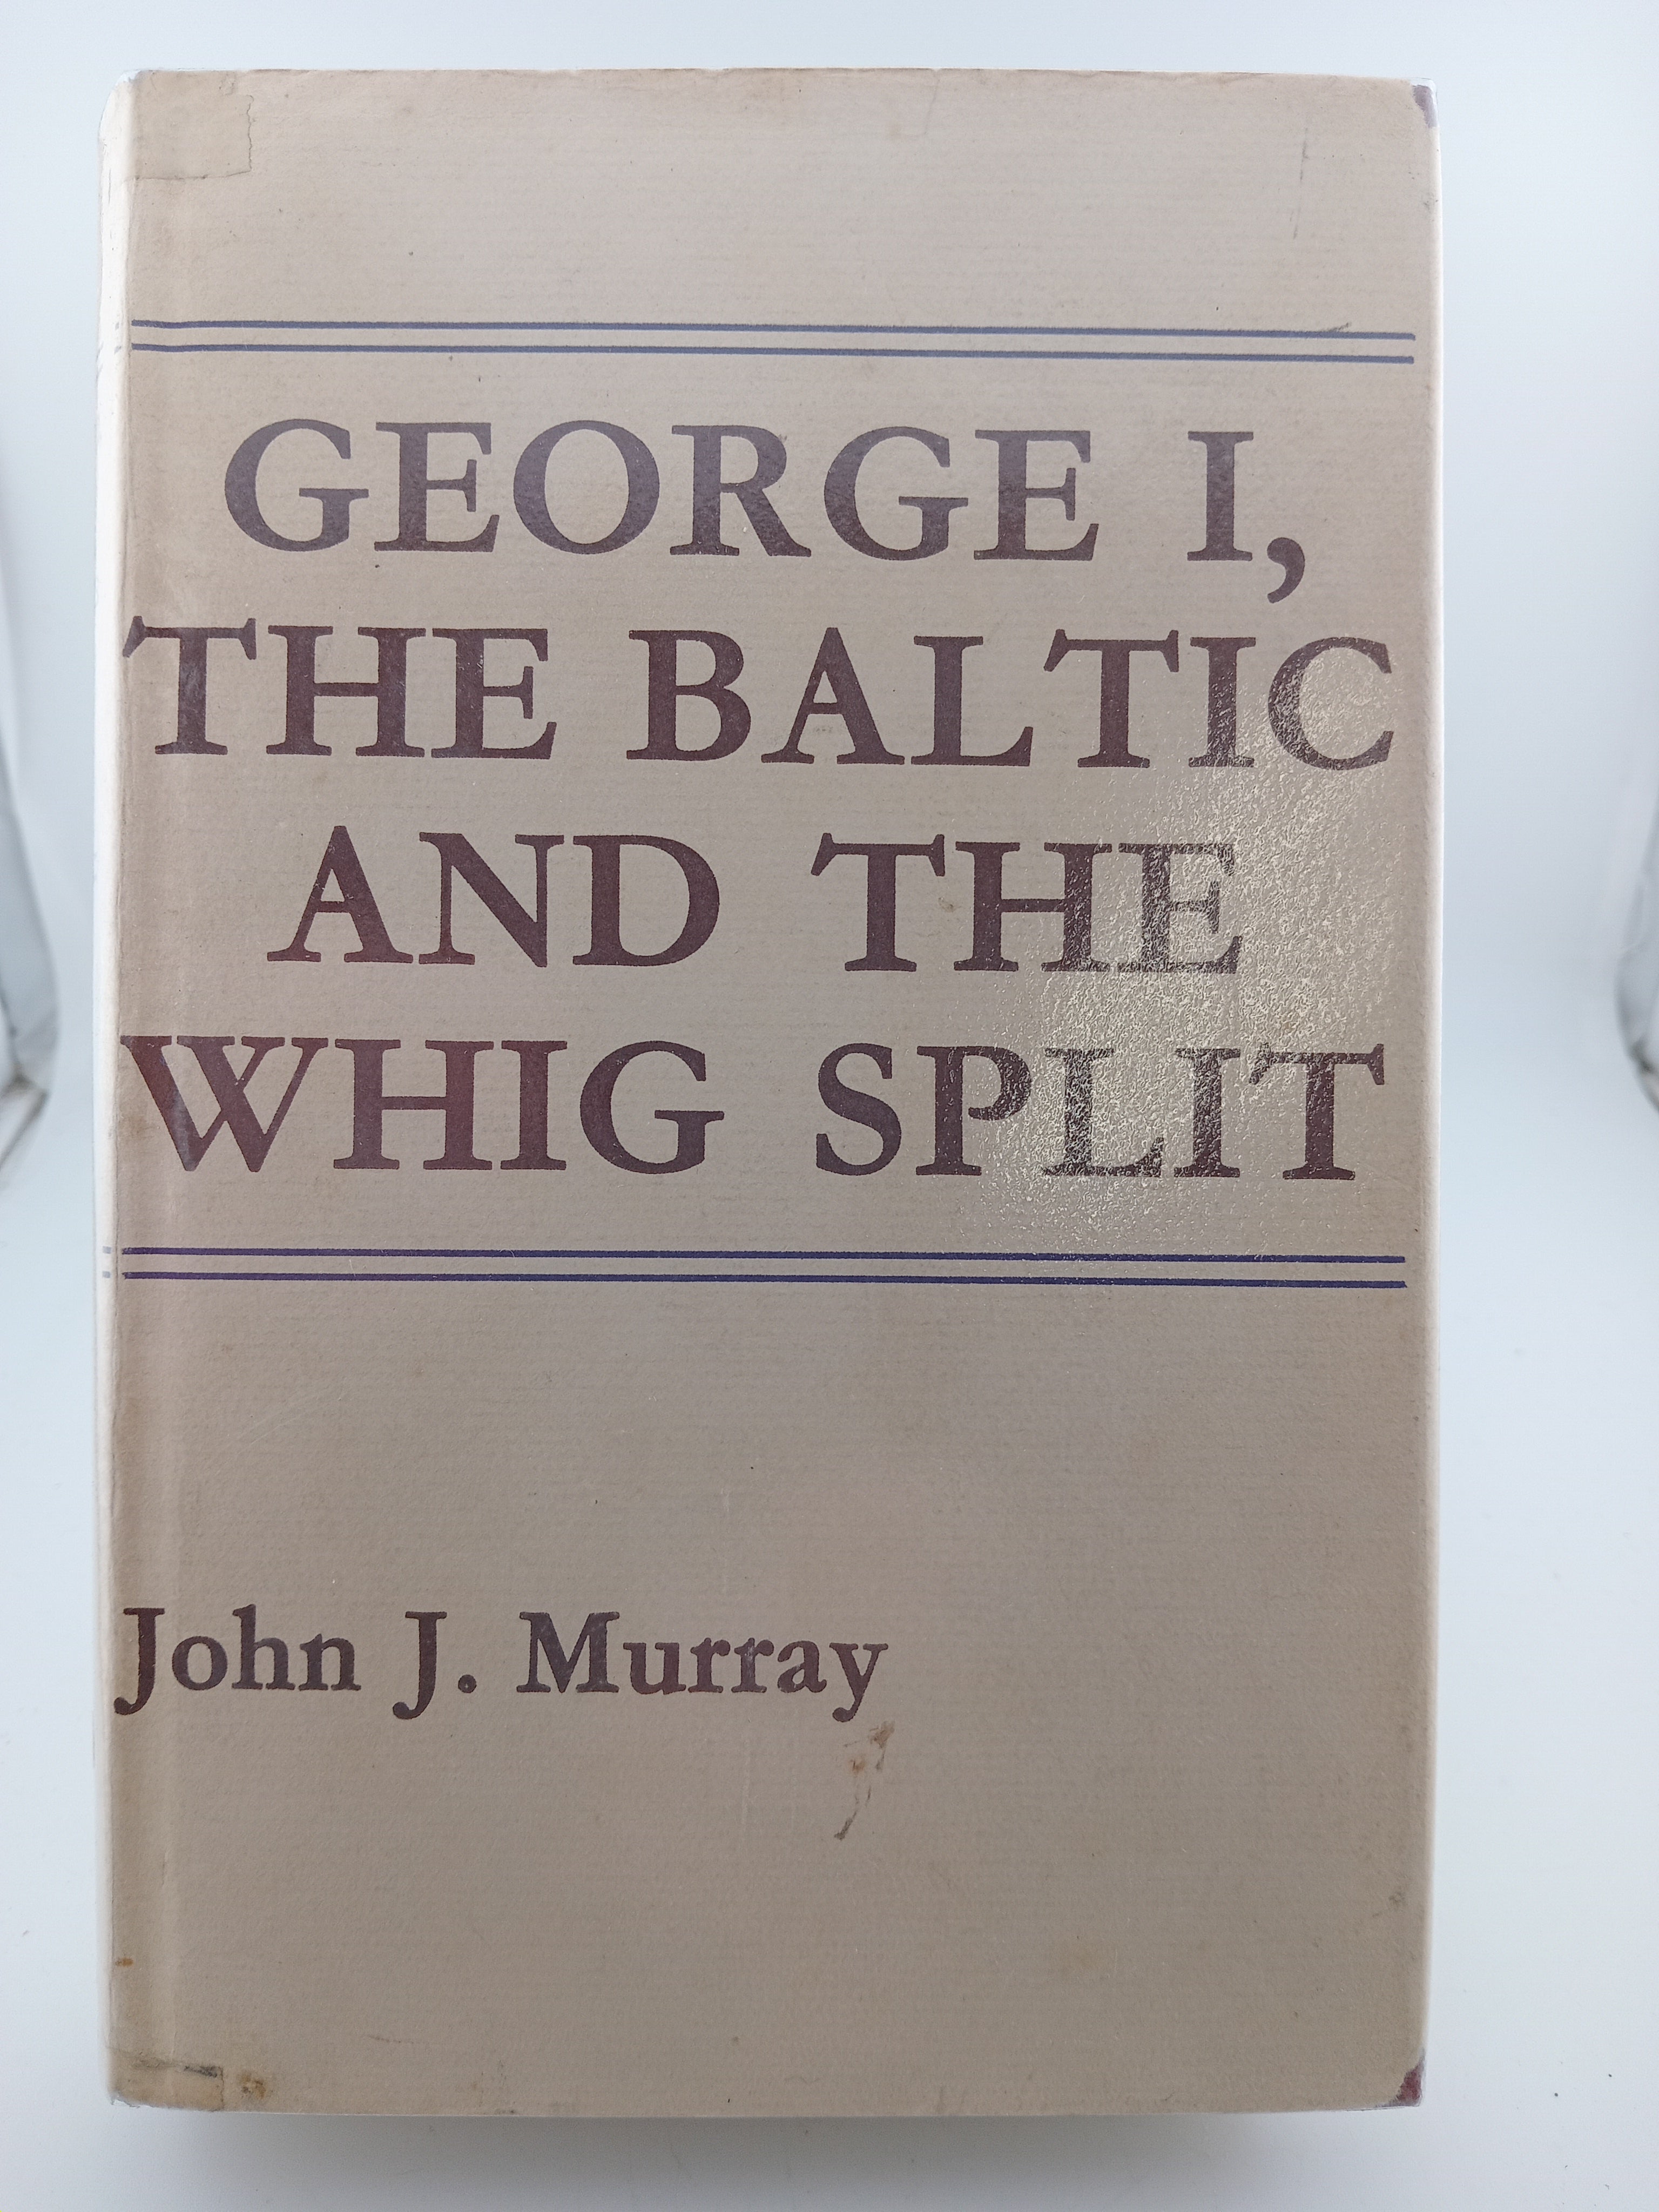 GEORGE I,
THE BALTIC
AND THE
WHIG SPLIT
John J. Murray